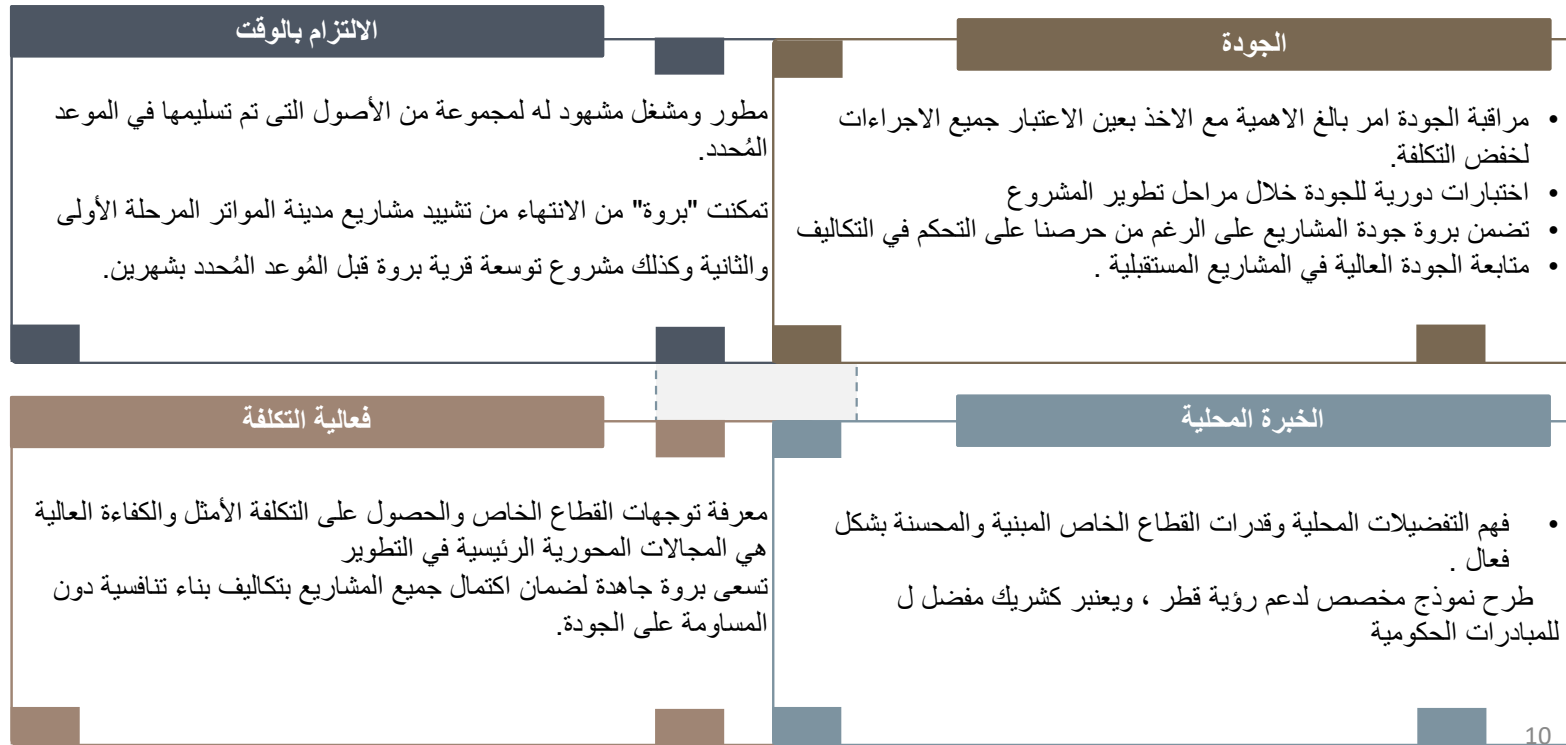 الجودة
• مراقبة الجودة امر بالغ الاهمية مع الاخذ بعين الاعتبار جميع الاجراءات
لخفض التكلفة.
• اختبارات دورية للجودة خلال مراحل تطوير المشروع
• تضمن بروة جودة المشاريع على الرغم من حرصنا على التحكم في التكاليف
• متابعة الجودة العالية في المشاريع المستقبلية .
الالتزام بالوقت
مطور ومشغل مشهود له لمجموعة من الأصول التى تم تسليمها في الموعد
المُحدد.
تمكنت "بروة" من الانتهاء من تشييد مشاريع مدينة المواتر المرحلة الأولى
والثانية وكذلك مشروع توسعة قرية بروة قبل المُوعد المُحدد بشهرين.
الخبرة المحلية
• فهم التفضيلات المحلية وقدرات القطاع الخاص المبنية والمحسنة بشكل
فعال .
طرح نموذج مخصص لدعم رؤية قطر ، ويعنبر كشريك مفضل ل
للمبادرات الحكومية
فعالية التكلفة
معرفة توجهات القطاع الخاص والحصول على التكلفة الأمثل والكفاءة العالية
هي المجالات المحورية الرئيسية في التطوير
تسعى بروة جاهدة لضمان اكتمال جميع المشاريع بتكاليف بناء تنافسية دون
المساومة على الجودة.
10